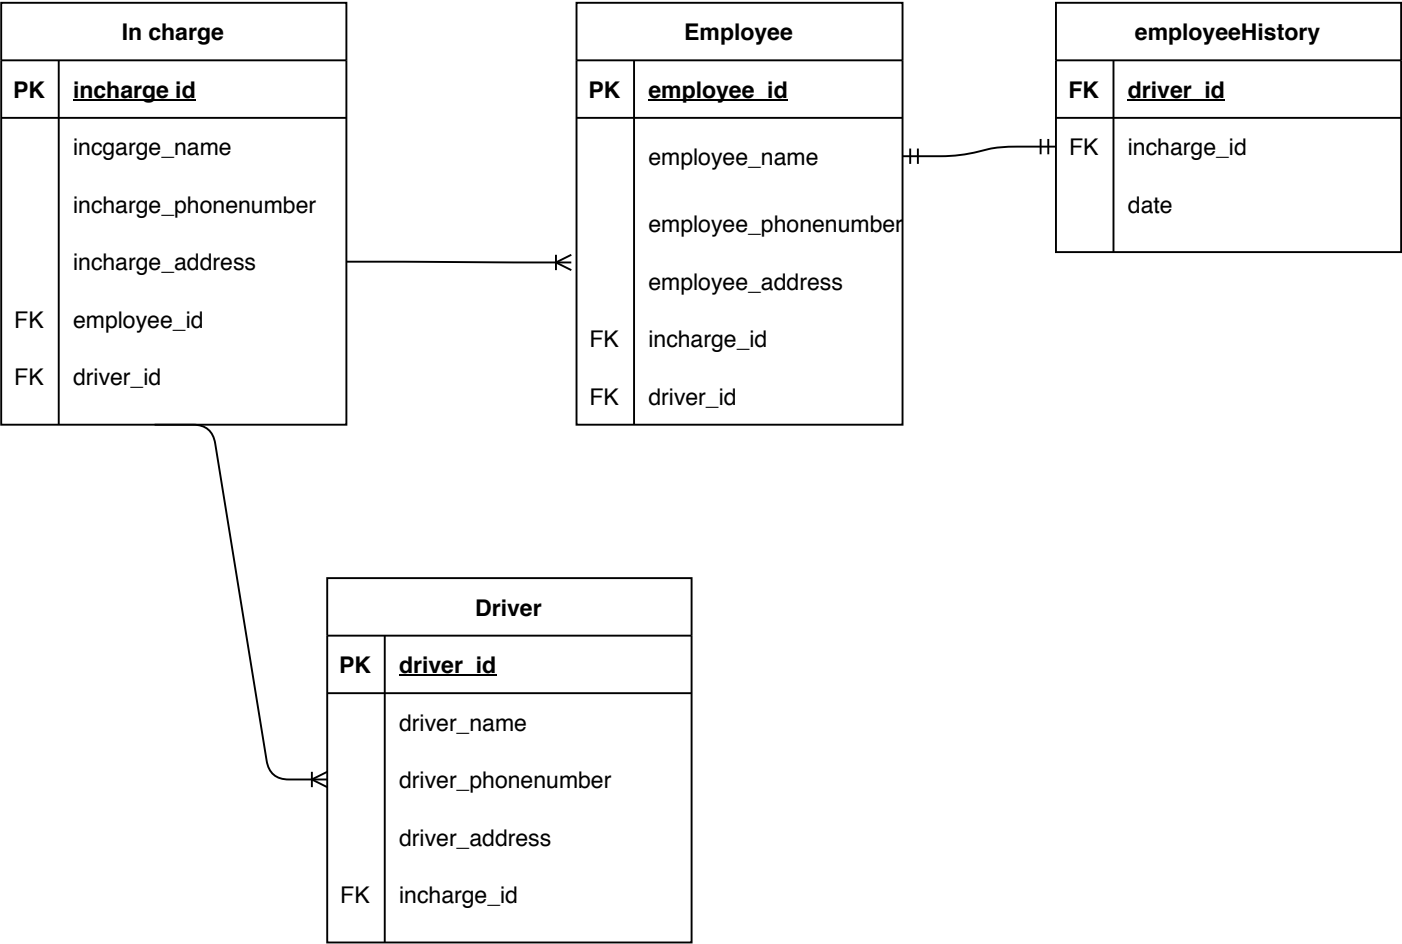 In charge
PK incharge id
incgarge_name
incharge_phonenumber
incharge_address
FK employee_id
FK driver_id
Employee
PK employee_id
employee_name
employee_phonenumber
employee_address
FK incharge_id
FK driver_id
employeeHistory
FK driver_id
FK incharge_id
date
Driver
PK driver_id
driver_name
driver_phonenumber
driver_address
FK incharge_id